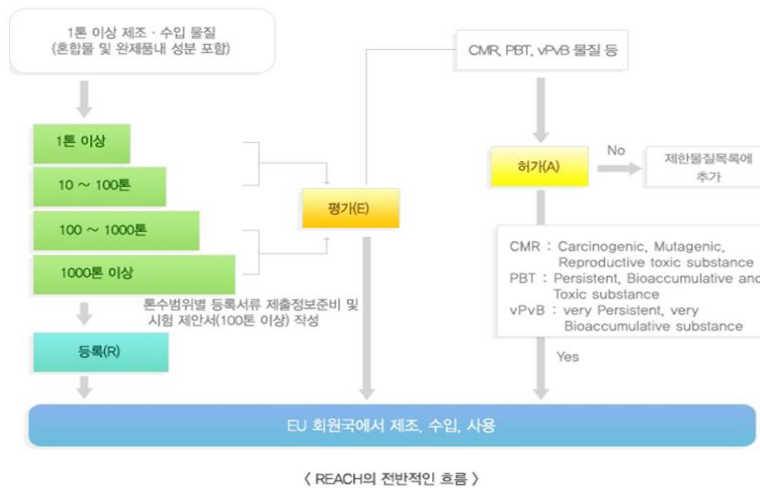 1톤 이상 제조 · 수입 물질
(혼합물 및 완제품내 성분 포함)
CMR, PBT, vPvB 물질 등
1톤 이상
10 ~ 100톤
100 ~ 1000톤
1000톤 이상
평가(E)
허가(A)
No
제한물질목록에
추가
CMR : Carcinogenic, Mutagenic,
Reproductive toxic substance
PBT : Persistent, Bioaccumulative and
Toxic substance
vPvB : very Persistent, very
Bioaccumulative substance
톤수범위별 등록서류 제출정보준비 및
시험 제안서(100톤 이상) 작성
등록(R)
Yes
EU 회원국에서 제조, 수입, 사용
< REACH의 전반적인 흐름 >